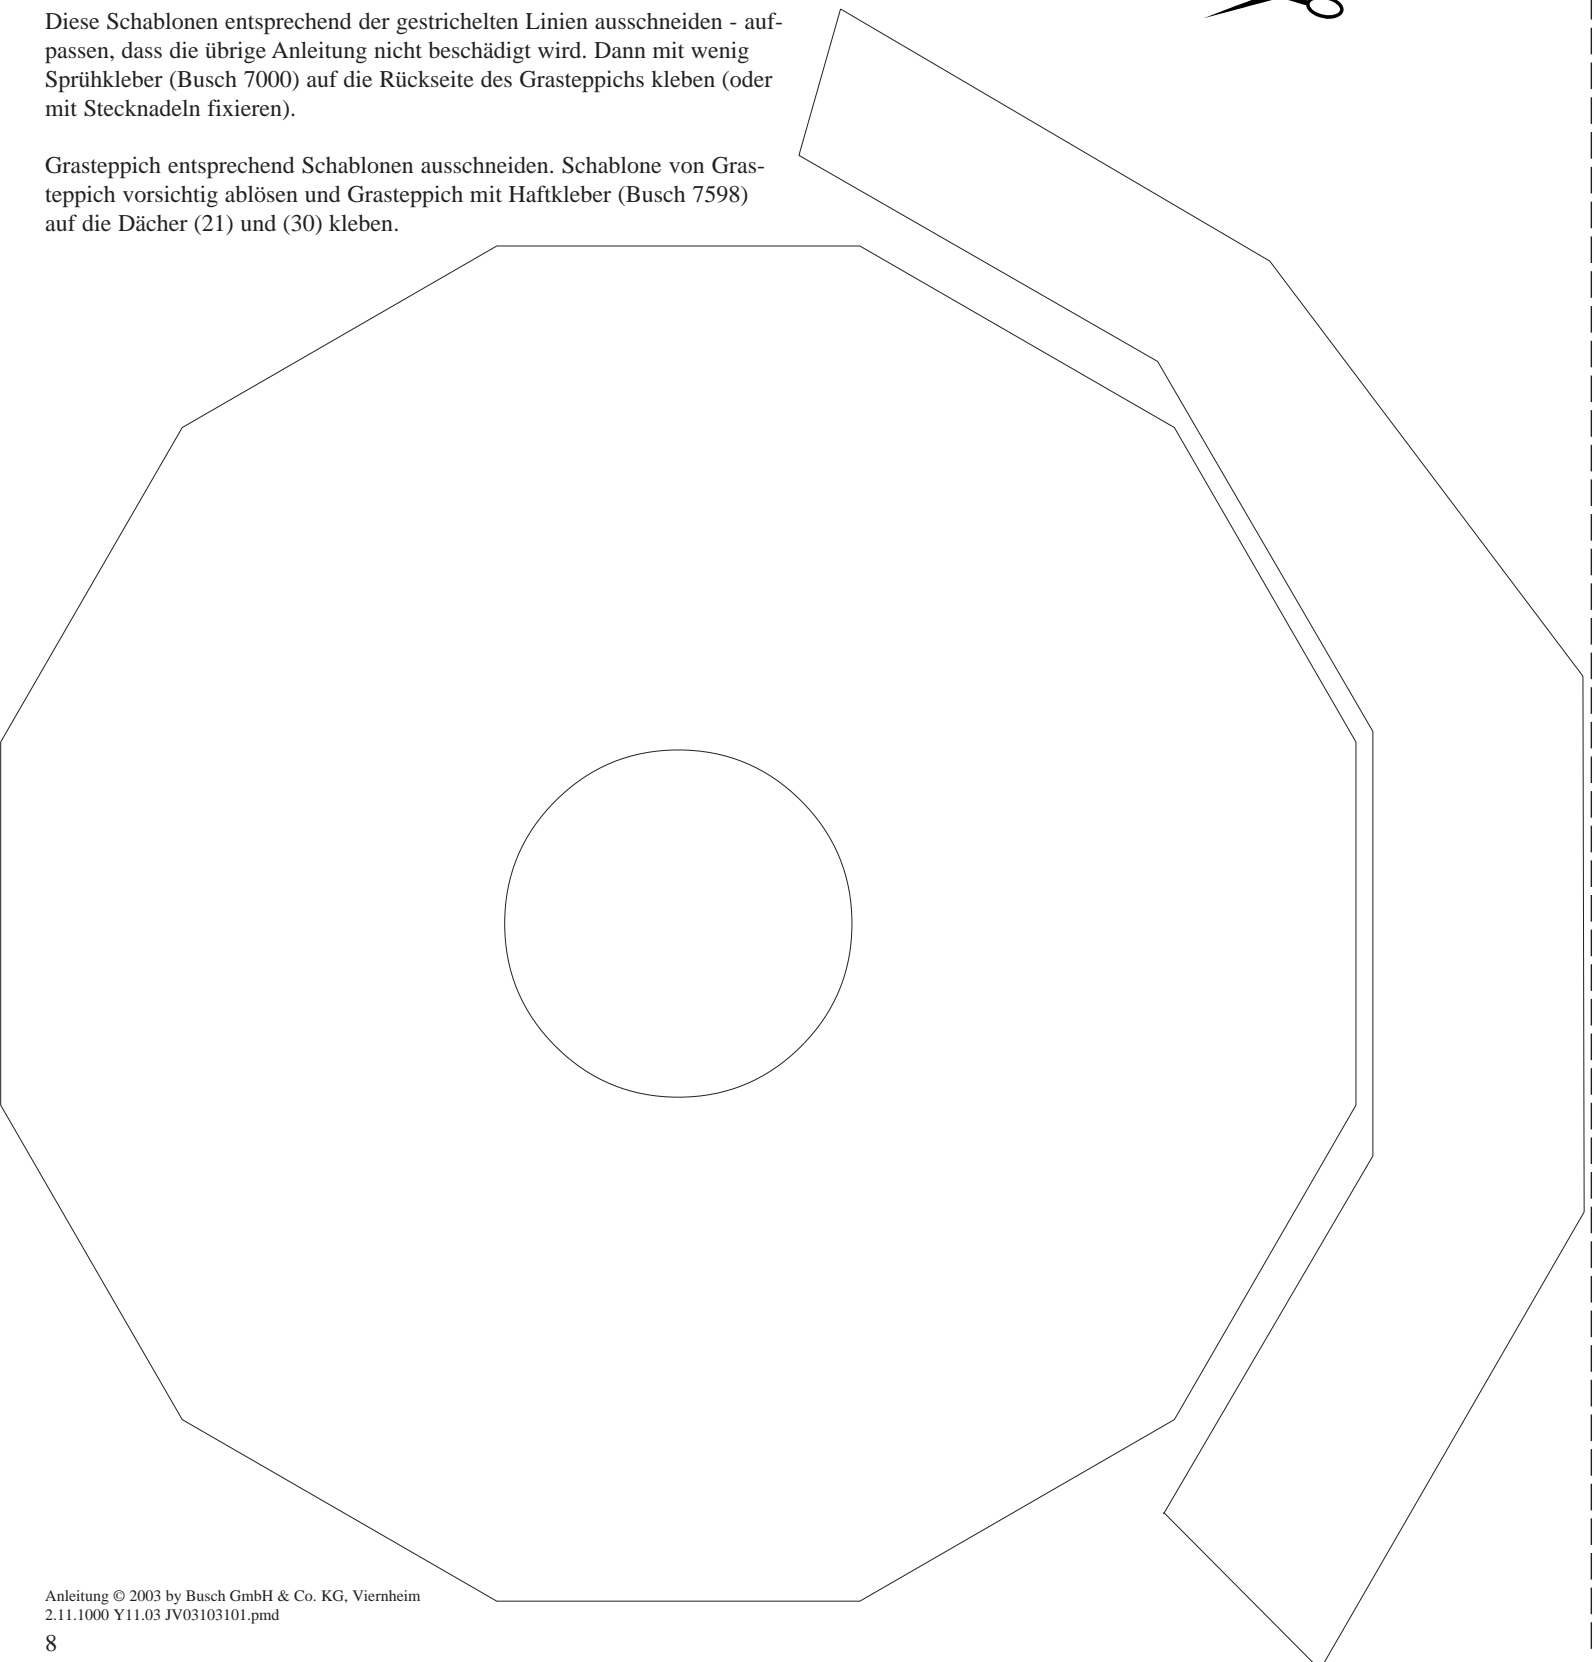 Diese Schablonen entsprechend der gestrichelten Linien ausschneiden - auf-
passen, dass die übrige Anleitung nicht beschädigt wird. Dann mit wenig
Sprühkleber (Busch 7000) auf die Rückseite des Grasteppichs kleben (oder
mit Stecknadeln fixieren).
Grasteppich entsprechend Schablonen ausschneiden. Schablone von Gras-
teppich vorsichtig ablösen und Grasteppich mit Haftkleber (Busch 7598)
auf die Dächer (21) und (30) kleben.
Anleitung © 2003 by Busch GmbH & Co. KG, Viernheim
2.11.1000 Y11.03 JV03103101.pmd
8